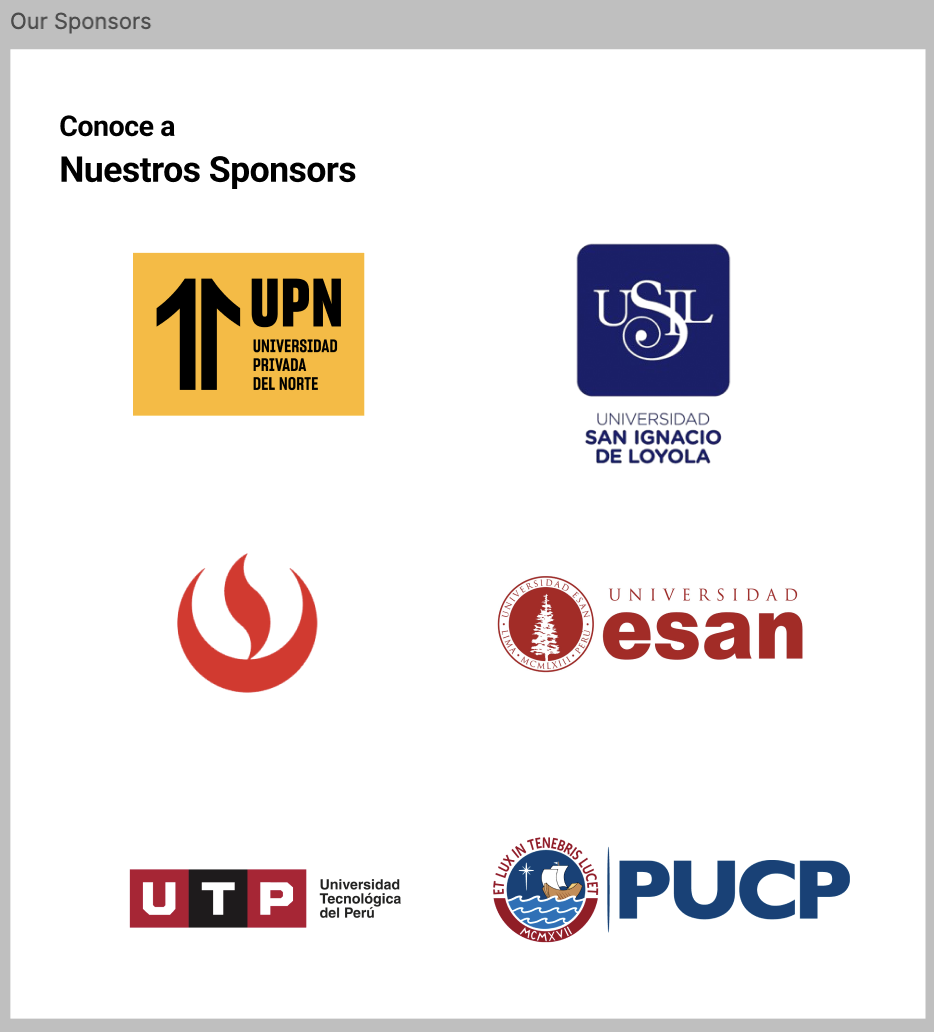 Our Sponsors
Conoce a
Nuestros Sponsors
UPN
UNIVERSIDAD
PRIVADA
DEL NORTE
USIL
UNIVERSIDAD
SAN IGNACIO
DE LOYOLA
UNIVERSIDAD ESAN
LIMA · MCMLXIII · PERU
UNIVERSIDAD
esan
UTP
Universidad
Tecnológica
del Perú
ET LUX IN TENEBRIS LUCET
MCMXVII
PUCP